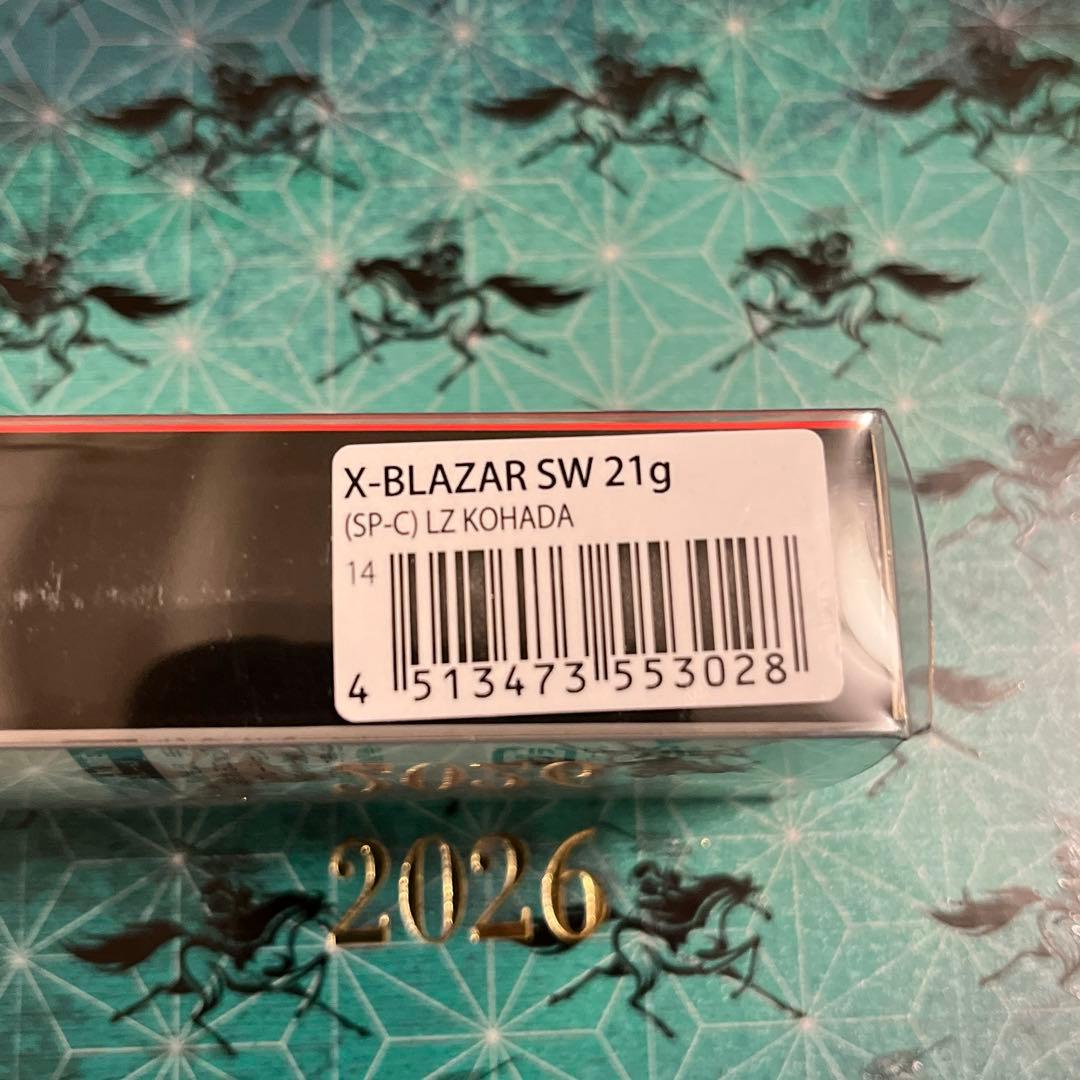 X-BLAZAR SW 21g
(SP-C) LZ KOHADA
14
4 513473 553028
2026